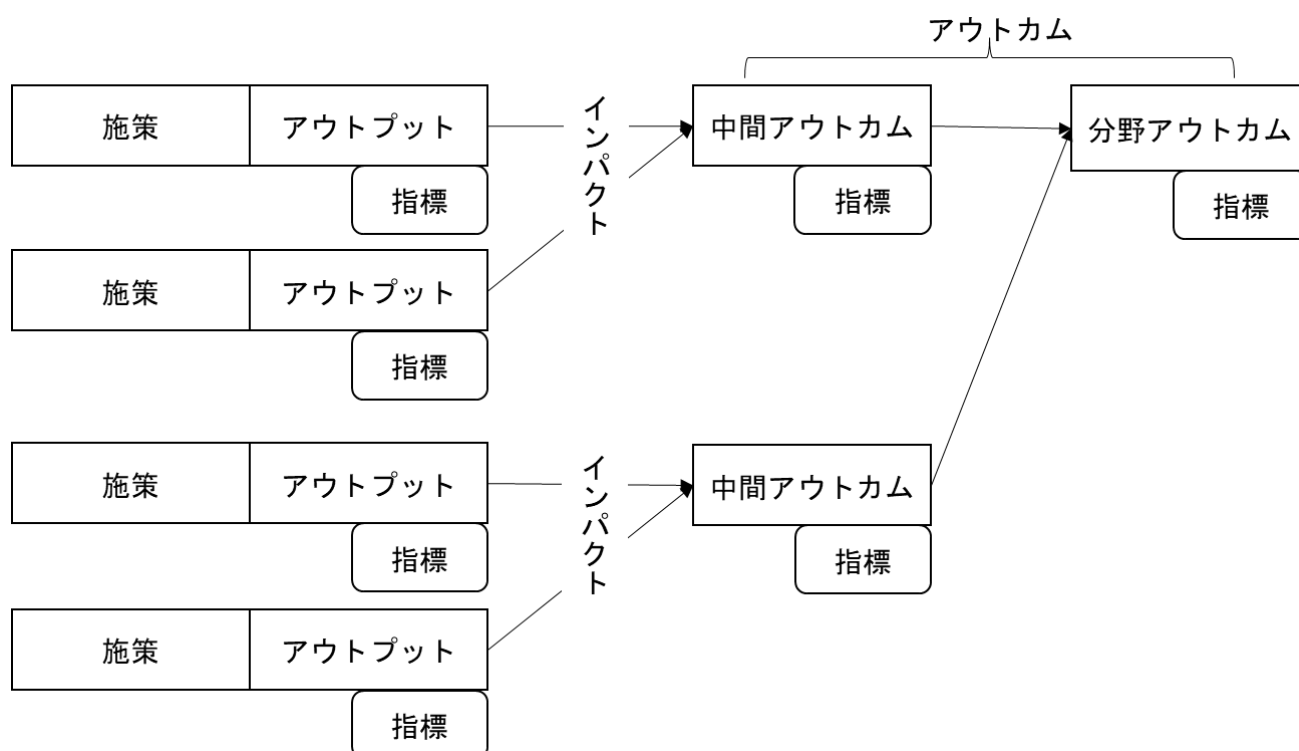 アウトカム
施策
アウトプット
指標
インパクト
中間アウトカム
指標
分野アウトカム
指標
施策
アウトプット
指標
施策
アウトプット
指標
インパクト
中間アウトカム
指標
施策
アウトプット
指標